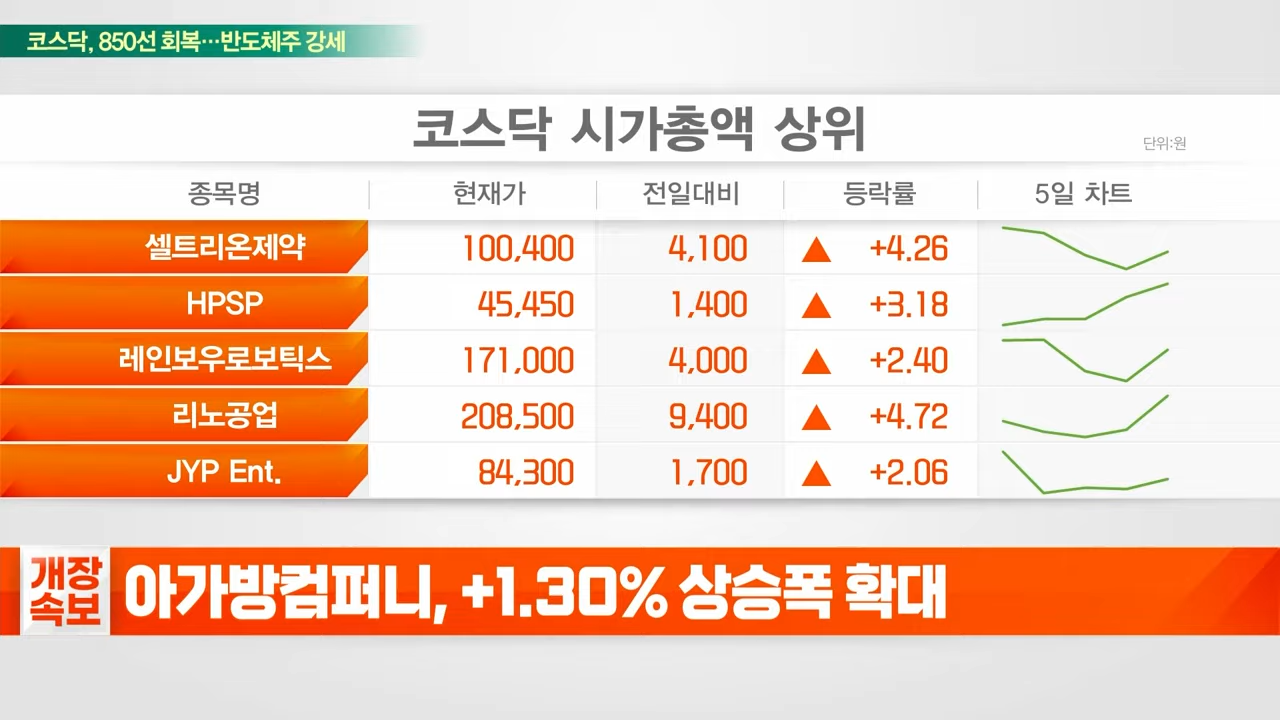 코스닥, 850선 회복…반도체주 강세
코스닥 시가총액 상위
단위:원
종목명 현재가 전일대비 등락률 5일 차트
셀트리온제약 100,400 4,100 ▲ +4.26
HPSP 45,450 1,400 ▲ +3.18
레인보우로보틱스 171,000 4,000 ▲ +2.40
리노공업 208,500 9,400 ▲ +4.72
JYP Ent. 84,300 1,700 ▲ +2.06
개장
속보
아가방컴퍼니, +1.30% 상승폭 확대